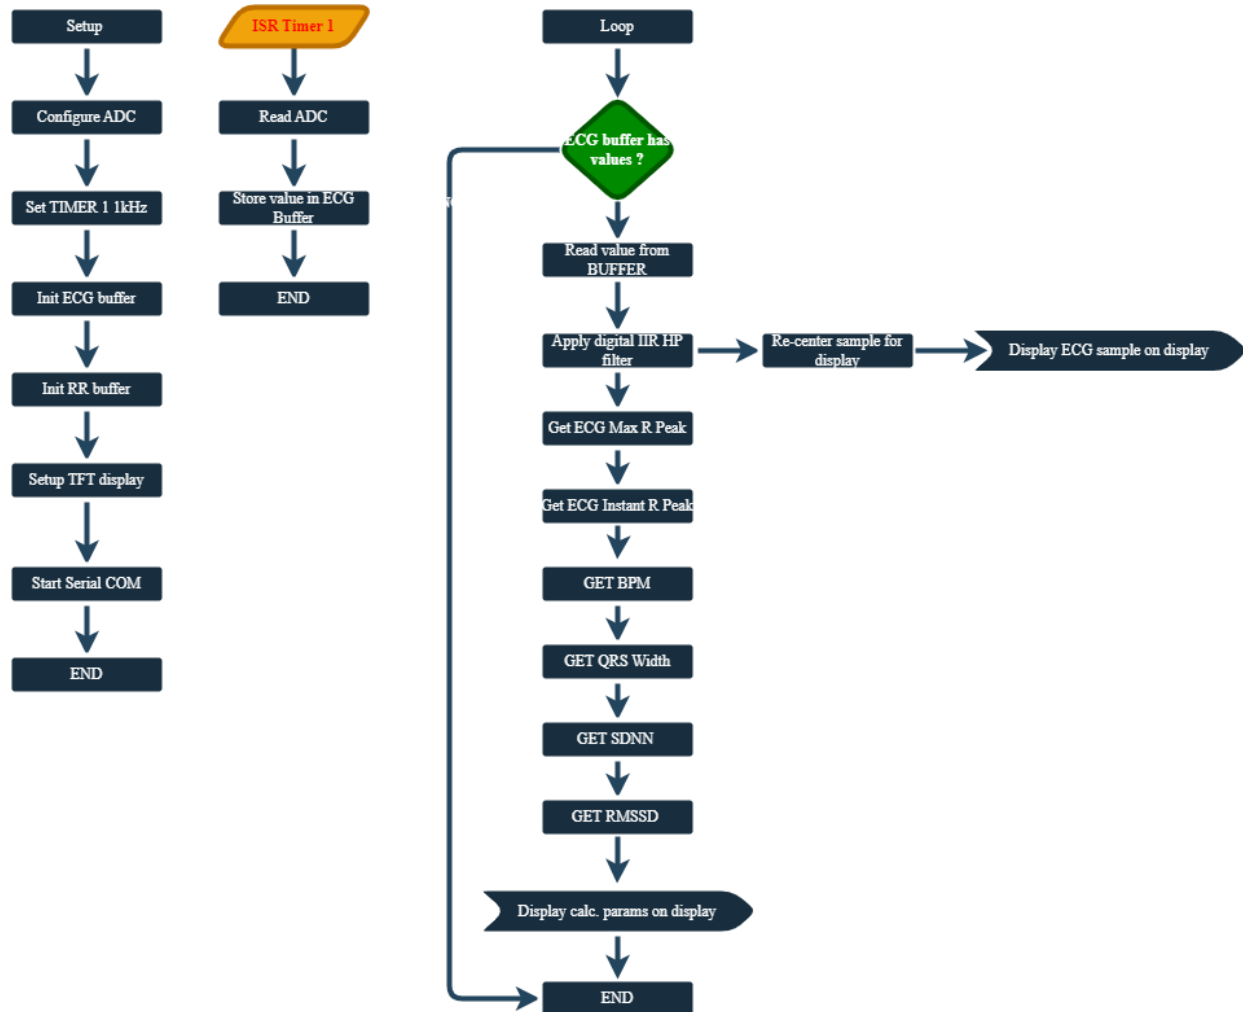 Setup
Configure ADC
Set TIMER 1 1kHz
Init ECG buffer
Init RR buffer
Setup TFT display
Start Serial COM
END
ISR Timer 1
Read ADC
Store value in ECG
Buffer
END
Loop
ECG buffer has
values ?
Read value from
BUFFER
Apply digital IIR HP
filter
Re-center sample for
display
Display ECG sample on display
Get ECG Max R Peak
Get ECG Instant R Peak
GET BPM
GET QRS Width
GET SDNN
GET RMSSD
Display calc. params on display
END